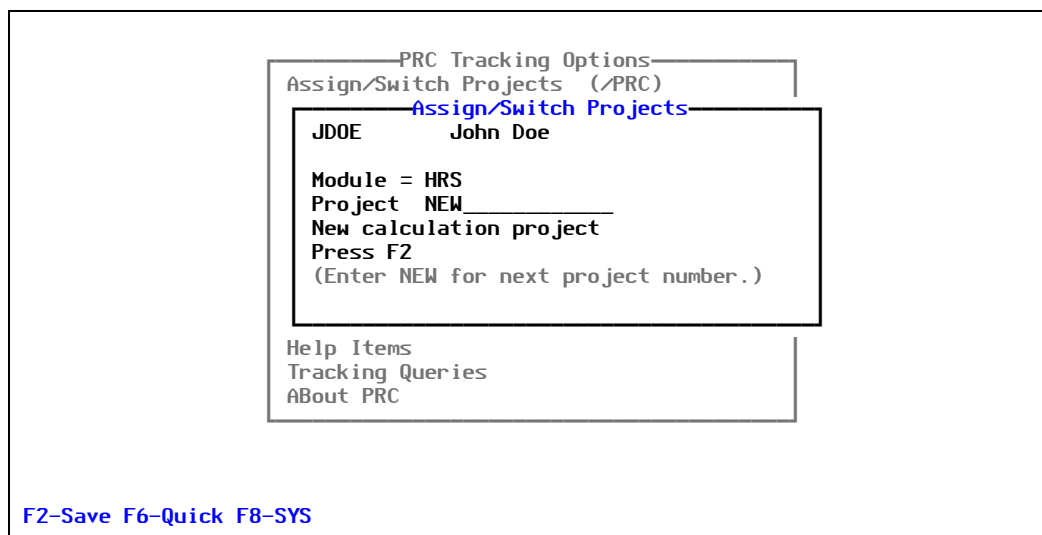 PRC Tracking Options
Assign/Switch Projects (/PRC)
Assign/Switch Projects
JDOE John Doe
Module = HRS
Project NEW____________
New calculation project
Press F2
(Enter NEW for next project number.)
Help Items
Tracking Queries
ABout PRC
F2-Save F6-Quick F8-SYS